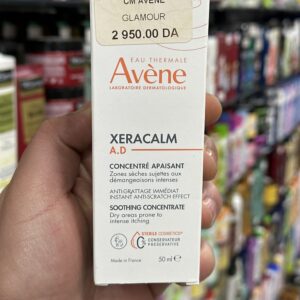 CM AVENE
GLAMOUR
2 950.00 DA
EAU THERMALE
Avène
LABORATOIRE DERMATOLOGIQUE
XERACALM
A.D
CONCENTRÉ APAISANT
Zones sèches sujettes aux
démangeaisons intenses
ANTI-GRATTAGE IMMÉDIAT
INSTANT ANTI-SCRATCH EFFECT
SOOTHING CONCENTRATE
Dry areas prone to
intense itching
STERILE COSMETICS
0
CONSERVATEUR
PRESERVATIVE
Made in France
50 ml e